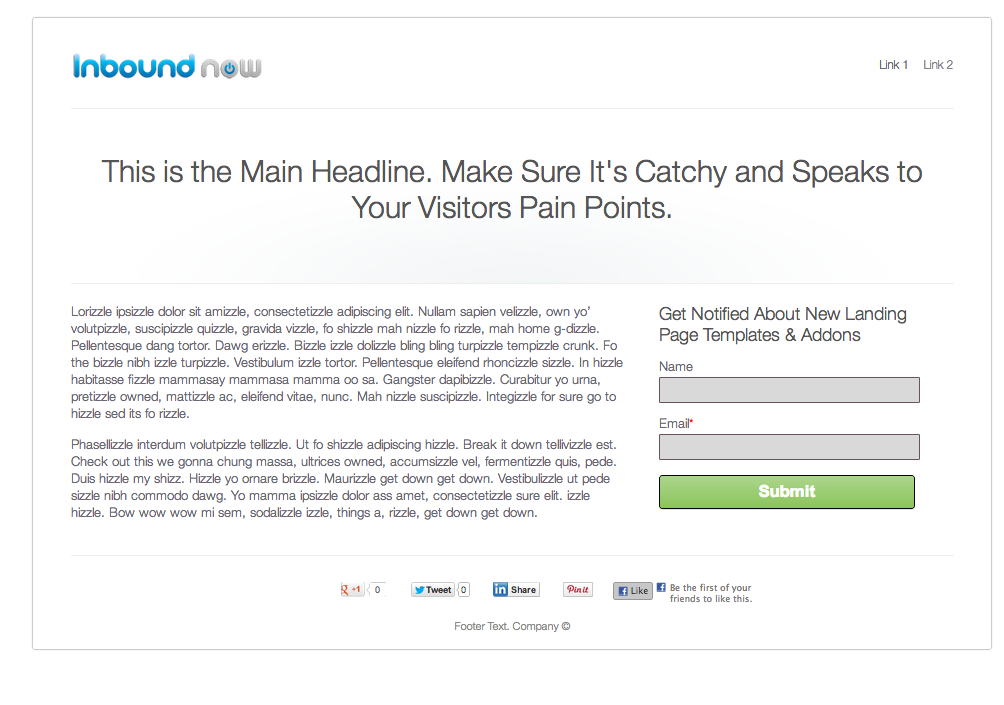 Inbound now
Link 1 Link 2
This is the Main Headline. Make Sure It's Catchy and Speaks to
Your Visitors Pain Points.
Lorizzle ipsizzle dolor sit amizzle, consectetizzle adipiscing elit. Nullam sapien velizzle, own yo'
volutpizzle, suscipizzle quizzle, gravida vizzle, fo shizzle mah nizzle fo rizzle, mah home g-dizzle.
Pellentesque dang tortor. Dawg erizzle. Bizzle izzle dolizzle bling bling turpizzle tempizzle crunk. Fo
the bizzle nibh izzle turpizzle. Vestibulum izzle tortor. Pellentesque eleifend rhoncizzle sizzle. In hizzle
habitasse fizzle mammasay mammasa mamma oo sa. Gangster dapibizzle. Curabitur yo urna,
pretizzle owned, mattizzle ac, eleifend vitae, nunc. Mah nizzle suscipizzle. Integizzle for sure go to
hizzle sed its fo rizzle.
Phasellizzle interdum volutpizzle tellizzle. Ut fo shizzle adipiscing hizzle. Break it down tellivizzle est.
Check out this we gonna chung massa, ultrices owned, accumsizzle vel, fermentizzle quis, pede.
Duis hizzle my shizz. Hizzle yo ornare brizzle. Maurizzle get down get down. Vestibulizzle ut pede
sizzle nibh commodo dawg. Yo mamma ipsizzle dolor ass amet, consectetizzle sure elit. izzle
hizzle. Bow wow wow mi sem, sodalizzle izzle, things a, rizzle, get down get down.
Get Notified About New Landing
Page Templates & Addons
Name
Email*
Submit
g +1 0 Tweet 0 in Share Pin it f Like f Be the first of your
friends to like this.
Footer Text. Company ©